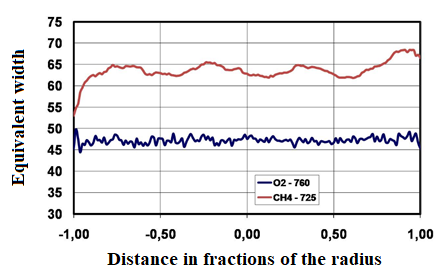 75
70
65
60
55
50
45
40
35
30
Equivalent width
O2 - 760
CH4 - 725
-1,00 -0,50 0,00 0,50 1,00
Distance in fractions of the radius